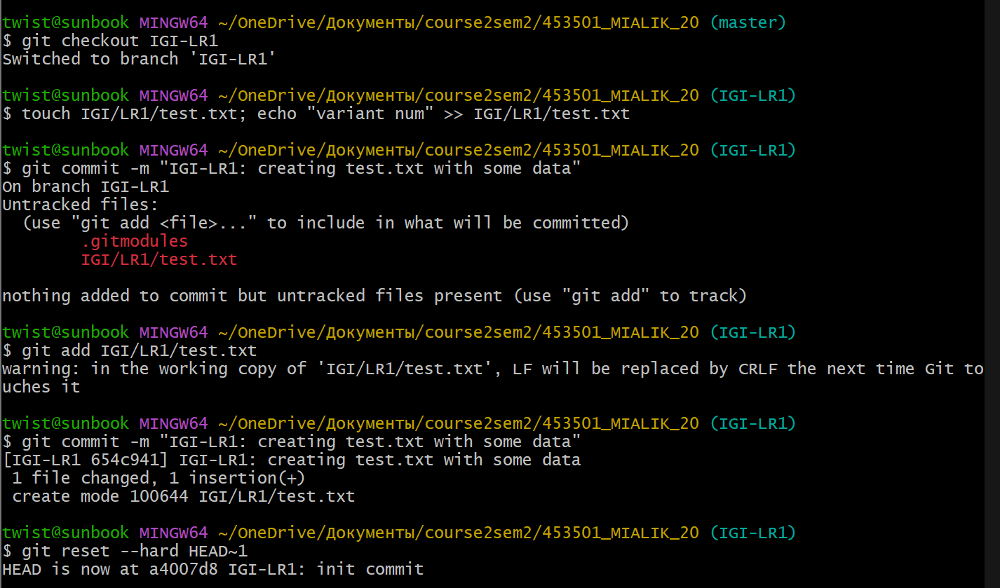 twist@sunbook MINGW64 ~/OneDrive/Документы/course2sem2/453501_MIALIK_20 (master)
$ git checkout IGI-LR1
Switched to branch 'IGI-LR1'
twist@sunbook MINGW64 ~/OneDrive/Документы/course2sem2/453501_MIALIK_20 (IGI-LR1)
$ touch IGI/LR1/test.txt; echo "variant num" >> IGI/LR1/test.txt
twist@sunbook MINGW64 ~/OneDrive/Документы/course2sem2/453501_MIALIK_20 (IGI-LR1)
$ git commit -m "IGI-LR1: creating test.txt with some data"
On branch IGI-LR1
Untracked files:
  (use "git add <file>..." to include in what will be committed)
        .gitmodules
        IGI/LR1/test.txt
nothing added to commit but untracked files present (use "git add" to track)
twist@sunbook MINGW64 ~/OneDrive/Документы/course2sem2/453501_MIALIK_20 (IGI-LR1)
$ git add IGI/LR1/test.txt
warning: in the working copy of 'IGI/LR1/test.txt', LF will be replaced by CRLF the next time Git to
uches it
twist@sunbook MINGW64 ~/OneDrive/Документы/course2sem2/453501_MIALIK_20 (IGI-LR1)
$ git commit -m "IGI-LR1: creating test.txt with some data"
[IGI-LR1 654c941] IGI-LR1: creating test.txt with some data
 1 file changed, 1 insertion(+)
 create mode 100644 IGI/LR1/test.txt
twist@sunbook MINGW64 ~/OneDrive/Документы/course2sem2/453501_MIALIK_20 (IGI-LR1)
$ git reset --hard HEAD~1
HEAD is now at a4007d8 IGI-LR1: init commit